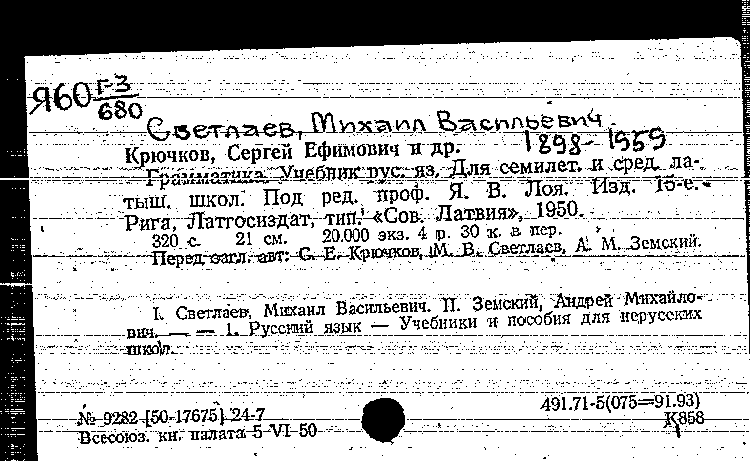 Я60 Г-3/680
Светлаев, Михаил Васильевич.
1898-1959
Крючков, Сергей Ефимович и др.
Грамматика. Учебник рус. яз. Для семилет. и сред. ла-
тыш. школ. Под ред. проф. Я. В. Лоя. Изд. 15-е. -
Рига, Латгосиздат, тип. «Сов. Латвия», 1950.
320 с. 21 см. 20.000 экз. 4 р. 30 к. в пер.
Перед загл. авт: С. Е. Крючков, М. В. Светлаев, А. М. Земский.
I. Светлаев, Михаил Васильевич. II. Земский, Андрей Михайло-
вич. — — 1. Русский язык — Учебники и пособия для нерусских
школ.
491.71-5(075=91.93)
№ 9282 [50-17675] 24-7
К858
Всесоюз. кн. палата 5 VI 50